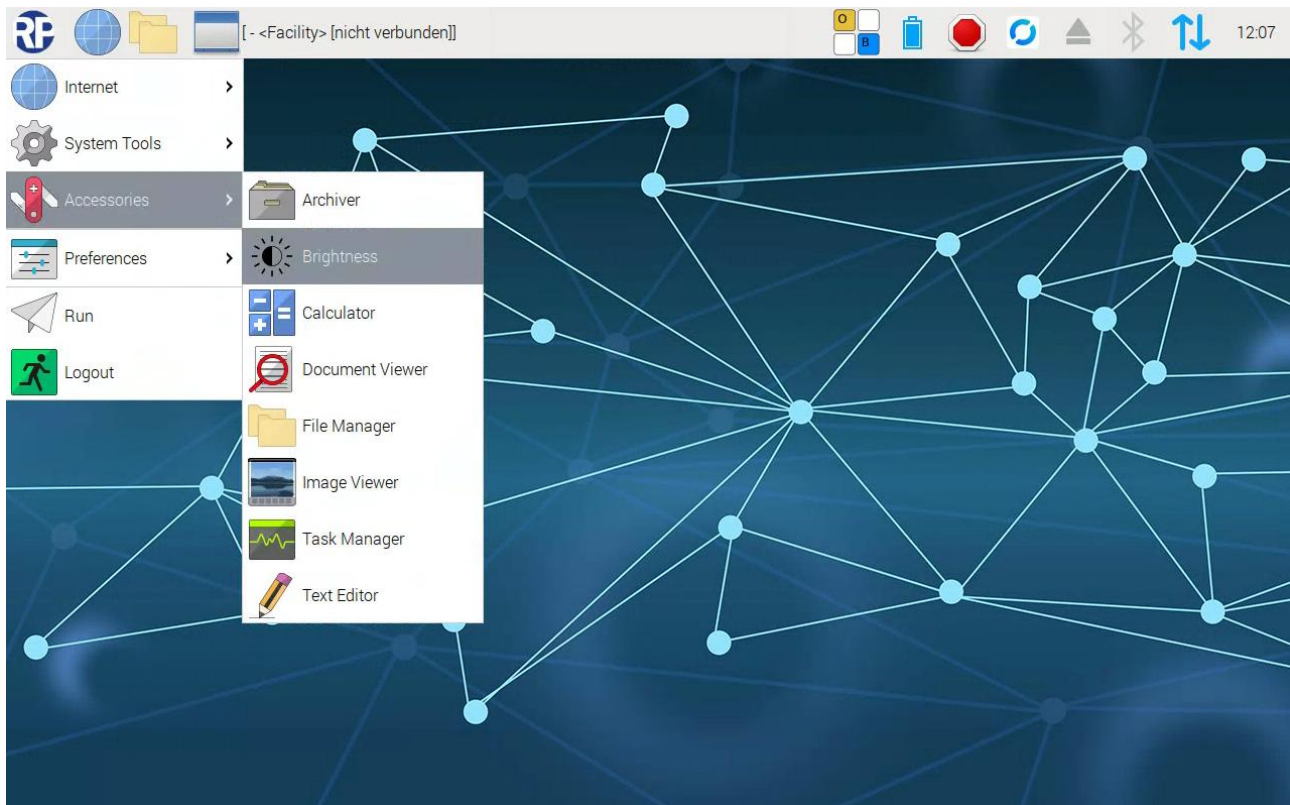 RP
[ - <Facility> [nicht verbunden]]
O
B
12:07
Internet
System Tools
Accessories
Preferences
Run
Logout
Archiver
Brightness
Calculator
Document Viewer
File Manager
Image Viewer
Task Manager
Text Editor